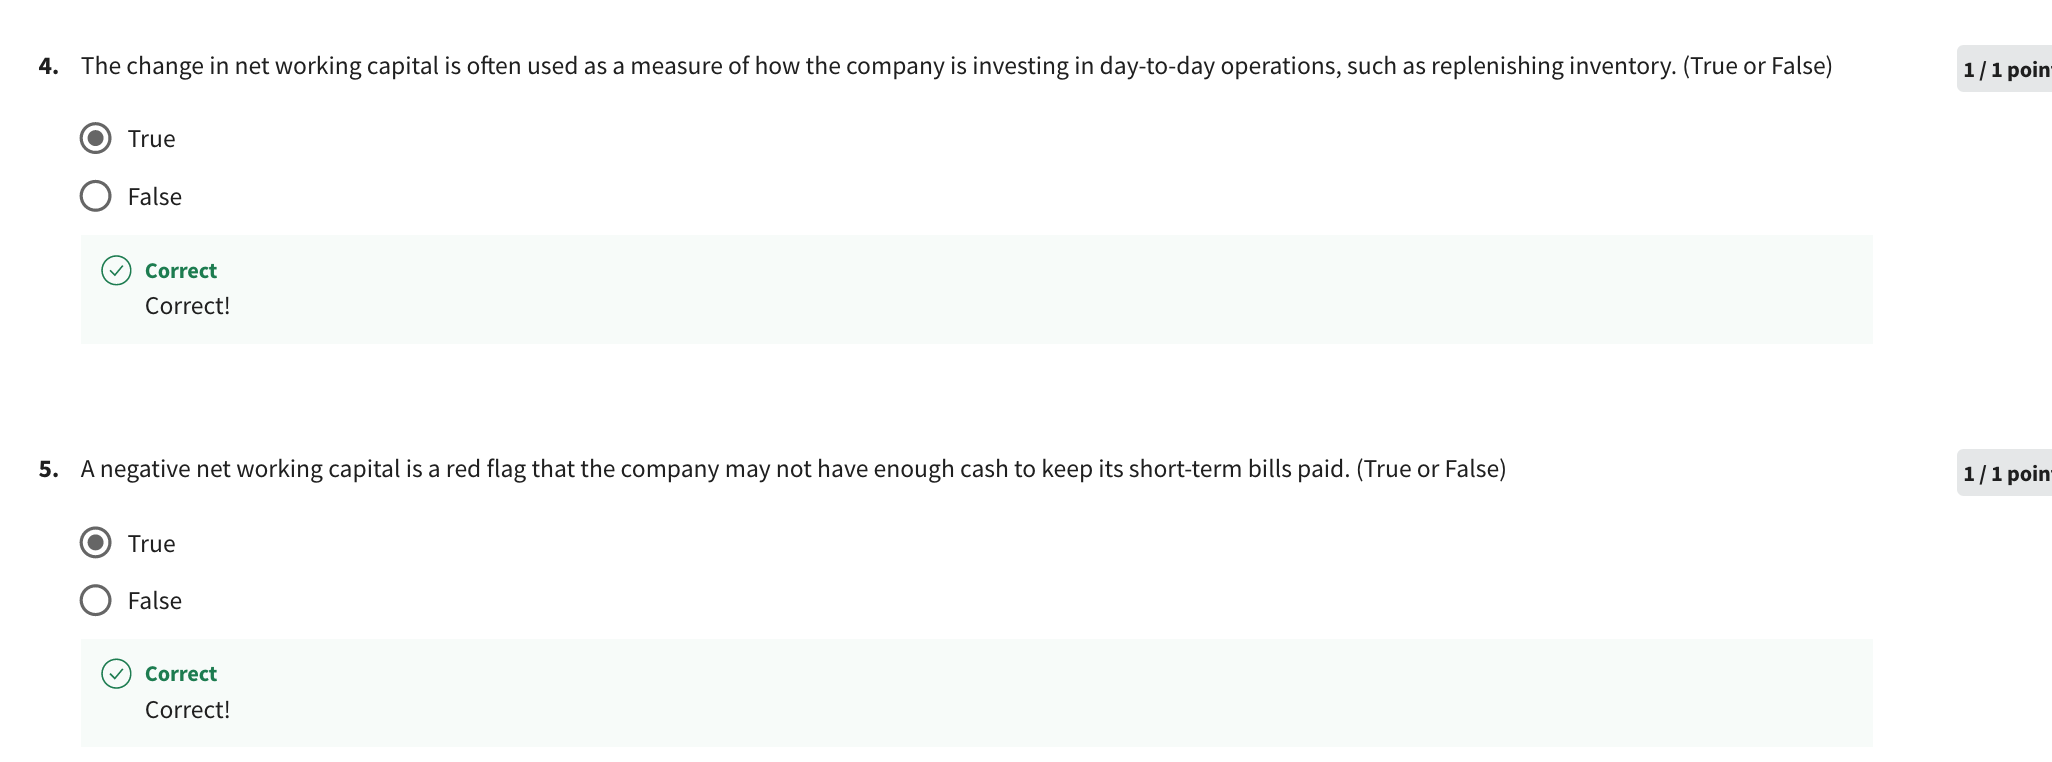 4. The change in net working capital is often used as a measure of how the company is investing in day-to-day operations, such as replenishing inventory. (True or False)
1 / 1 poin
True
False
Correct
Correct!
5. A negative net working capital is a red flag that the company may not have enough cash to keep its short-term bills paid. (True or False)
1 / 1 poin
True
False
Correct
Correct!